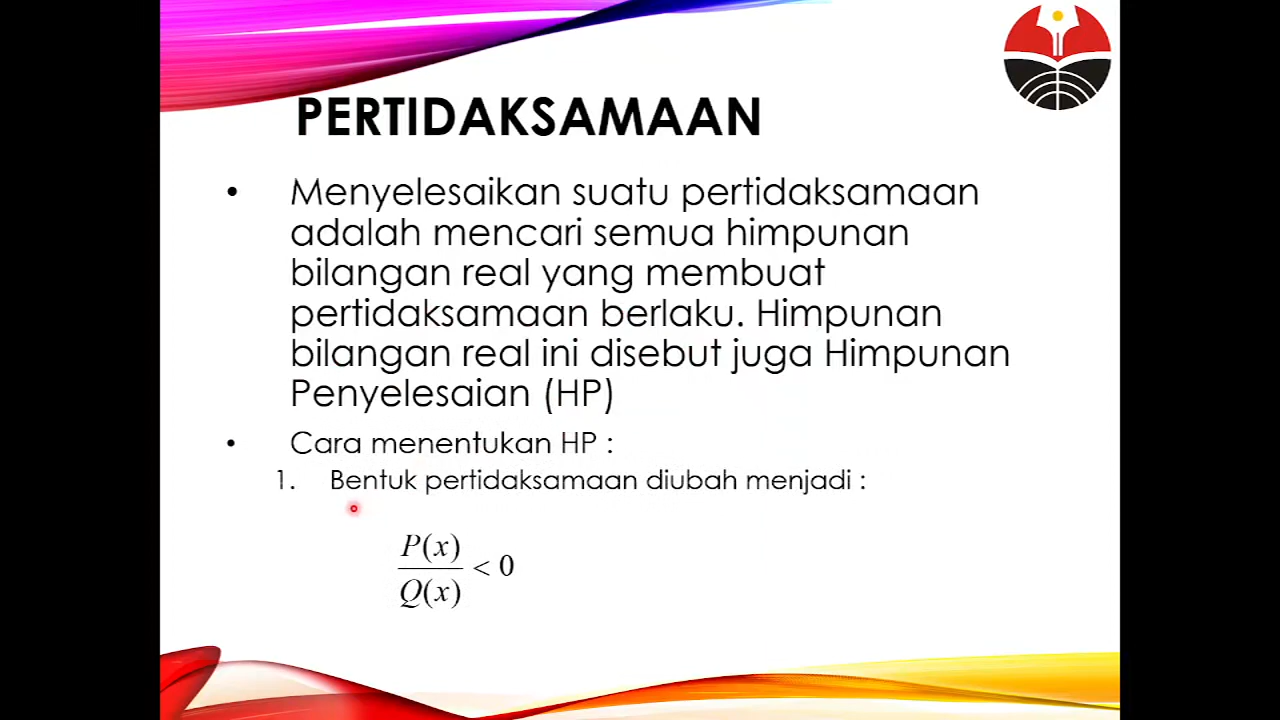 PERTIDAKSAMAAN
• Menyelesaikan suatu pertidaksamaan
adalah mencari semua himpunan
bilangan real yang membuat
pertidaksamaan berlaku. Himpunan
bilangan real ini disebut juga Himpunan
Penyelesaian (HP)
• Cara menentukan HP :
1. Bentuk pertidaksamaan diubah menjadi :
P(x)
< 0
Q(x)